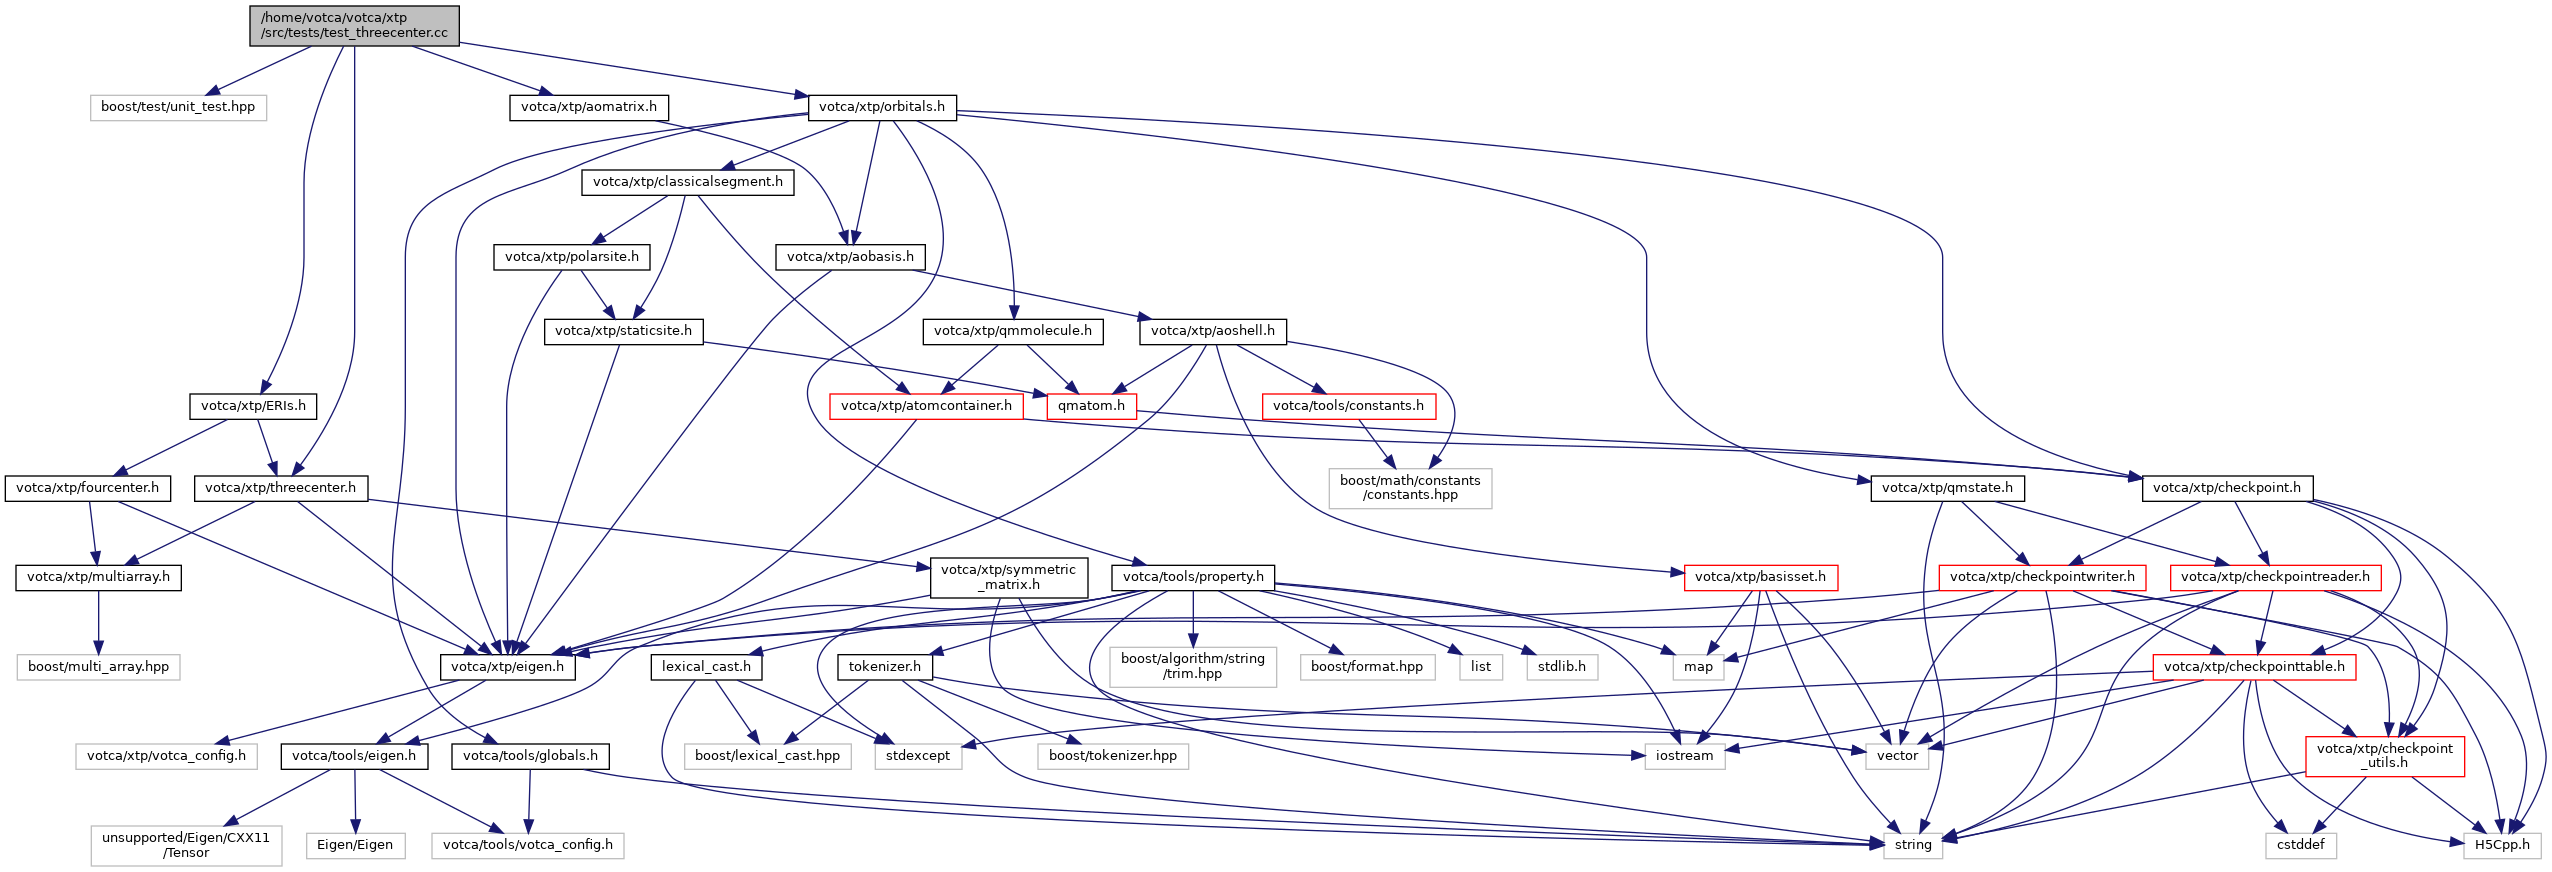 /home/votca/votca/xtp
/src/tests/test_threecenter.cc
boost/test/unit_test.hpp
votca/xtp/aomatrix.h
votca/xtp/orbitals.h
votca/xtp/classicalsegment.h
votca/xtp/polarsite.h
votca/xtp/aobasis.h
votca/xtp/staticsite.h
votca/xtp/qmmolecule.h
votca/xtp/aoshell.h
votca/xtp/ERIs.h
votca/xtp/atomcontainer.h
qmatom.h
votca/tools/constants.h
votca/xtp/fourcenter.h
votca/xtp/threecenter.h
boost/math/constants
/constants.hpp
votca/xtp/qmstate.h
votca/xtp/checkpoint.h
votca/xtp/multiarray.h
votca/xtp/symmetric
_matrix.h
votca/tools/property.h
votca/xtp/basisset.h
votca/xtp/checkpointwriter.h
votca/xtp/checkpointreader.h
boost/multi_array.hpp
votca/xtp/eigen.h
lexical_cast.h
tokenizer.h
boost/algorithm/string
/trim.hpp
boost/format.hpp
list
stdlib.h
map
votca/xtp/checkpointtable.h
votca/xtp/votca_config.h
votca/tools/eigen.h
votca/tools/globals.h
boost/lexical_cast.hpp
stdexcept
boost/tokenizer.hpp
iostream
vector
votca/xtp/checkpoint
_utils.h
unsupported/Eigen/CXX11
/Tensor
Eigen/Eigen
votca/tools/votca_config.h
string
cstddef
H5Cpp.h